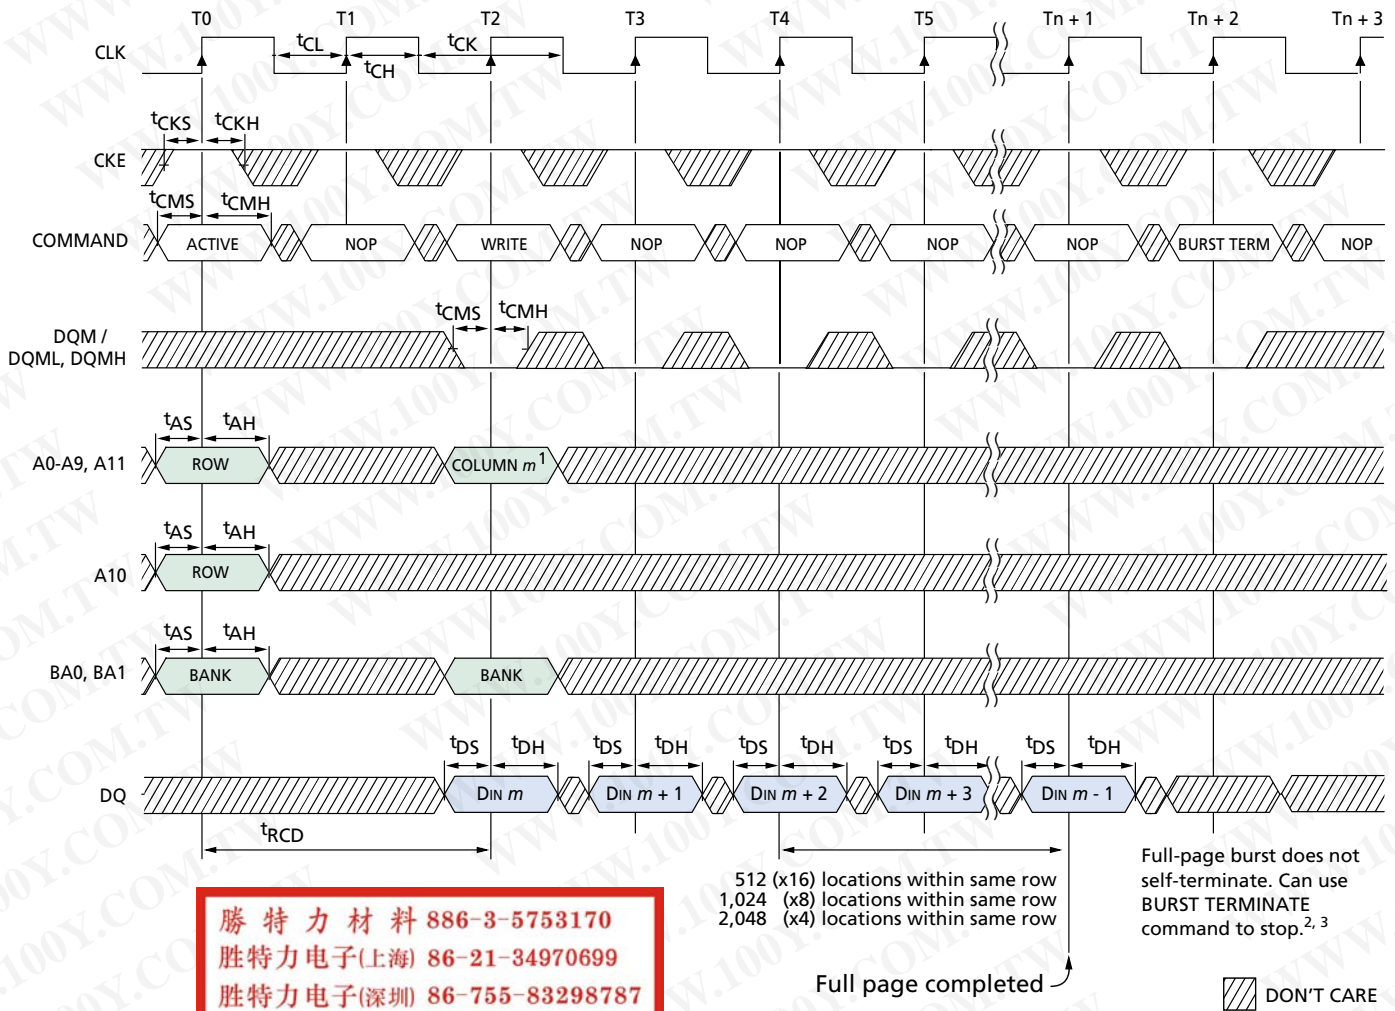 T0 T1 T2 T3 T4 T5 Tn + 1 Tn + 2 Tn + 3
CLK
tCL tCK
tCH
tCKS tCKH
CKE
tCMS tCMH
COMMAND ACTIVE NOP WRITE NOP NOP NOP NOP BURST TERM NOP
tCMS tCMH
DQM /
DQML, DQMH
tAS tAH
A0-A9, A11 ROW COLUMN m1
tAS tAH
A10 ROW
tAS tAH
BA0, BA1 BANK BANK
tDS tDH tDS tDH tDS tDH tDS tDH tDS tDH
DQ DIN m DIN m + 1 DIN m + 2 DIN m + 3 DIN m - 1
tRCD
512 (x16) locations within same row
1,024 (x8) locations within same row
2,048 (x4) locations within same row
Full-page burst does not
self-terminate. Can use
BURST TERMINATE
command to stop.2, 3
Full page completed
DON'T CARE
勝 特 力 材 料 886-3-5753170
胜特力电子(上海) 86-21-34970699
胜特力电子(深圳) 86-755-83298787
WWW.100Y.COM.TW